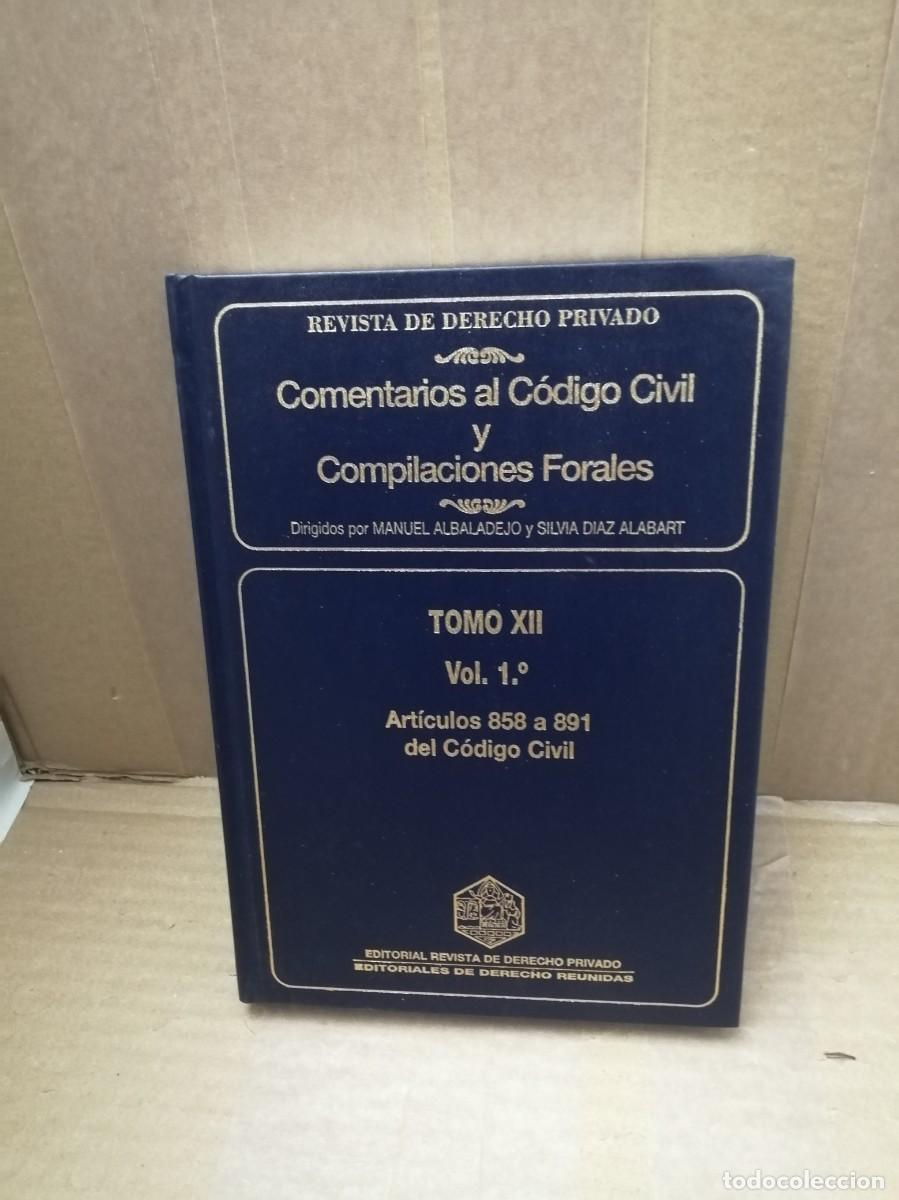 REVISTA DE DERECHO PRIVADO
Comentarios al Código Civil
y
Compilaciones Forales
Dirigidos por MANUEL ALBALADEJO y SILVIA DIAZ ALABART
TOMO XII
Vol. 1.º
Artículos 858 a 891
del Código Civil
EDITORIAL REVISTA DE DERECHO PRIVADO
EDITORIALES DE DERECHO REUNIDAS
todocoleccion